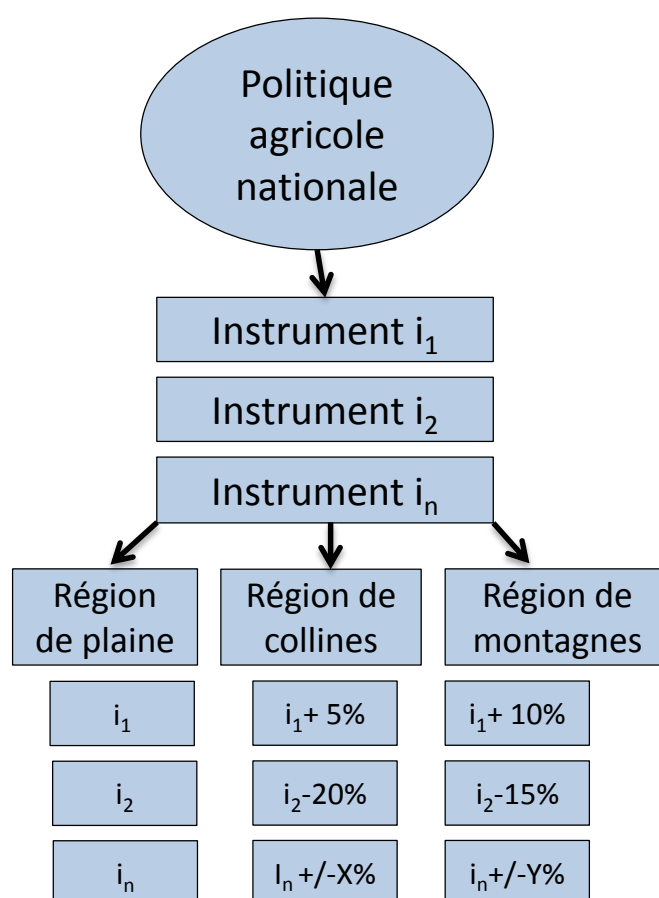 Politique
agricole
nationale
Instrument i₁
Instrument i₂
Instrument iₙ
Région
de plaine
Région de
collines
Région de
montagnes
i₁
i₁+ 5%
i₁+ 10%
i₂
i₂-20%
i₂-15%
iₙ
Iₙ +/-X%
iₙ+/-Y%